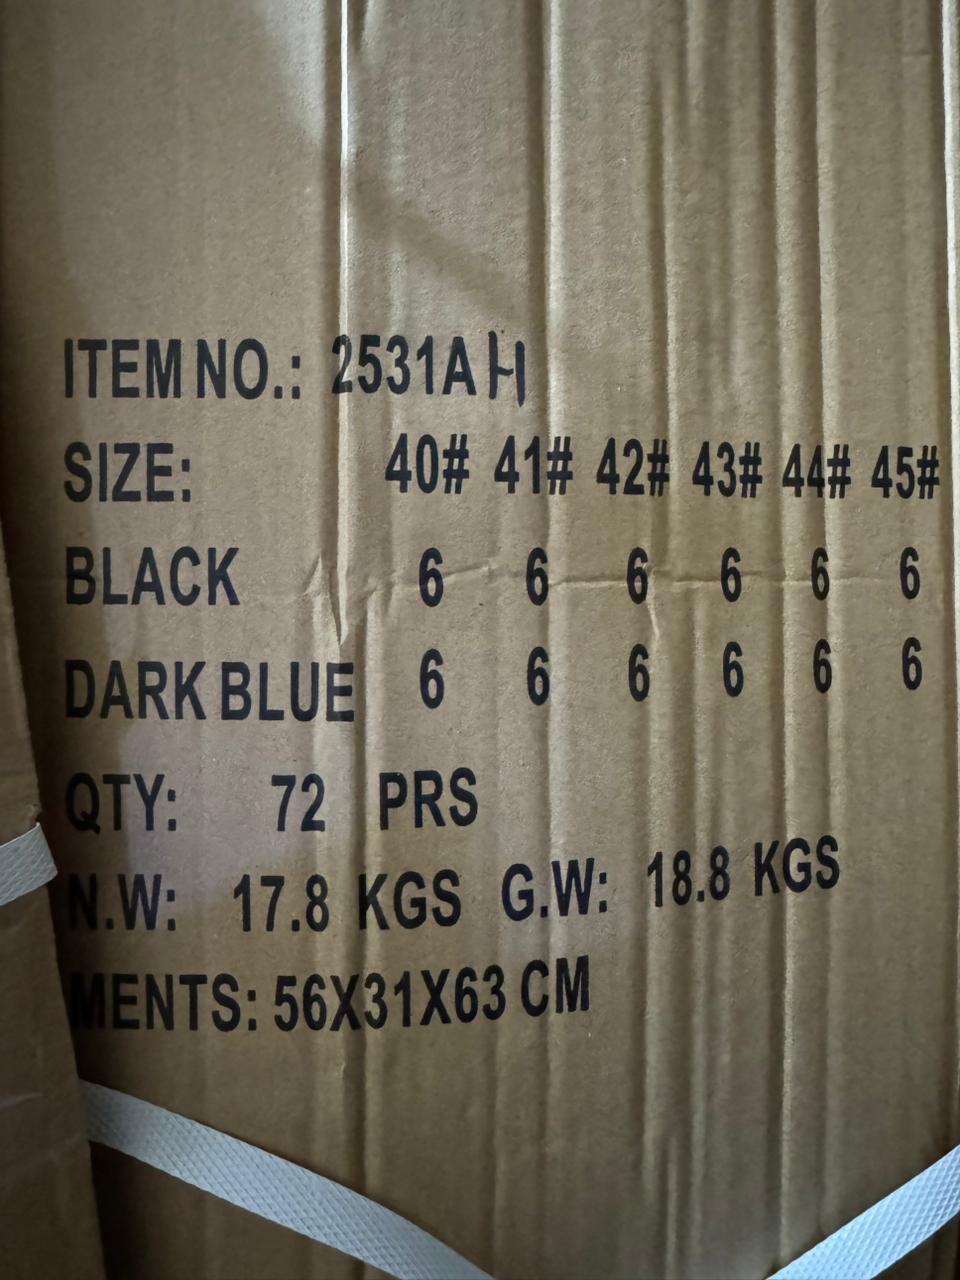 ITEM NO.: 2531A H
SIZE: 40# 41# 42# 43# 44# 45#
BLACK 6 6 6 6 6 6
DARK BLUE 6 6 6 6 6 6
QTY: 72 PRS
N.W: 17.8 KGS G.W: 18.8 KGS
MENTS: 56X31X63 CM